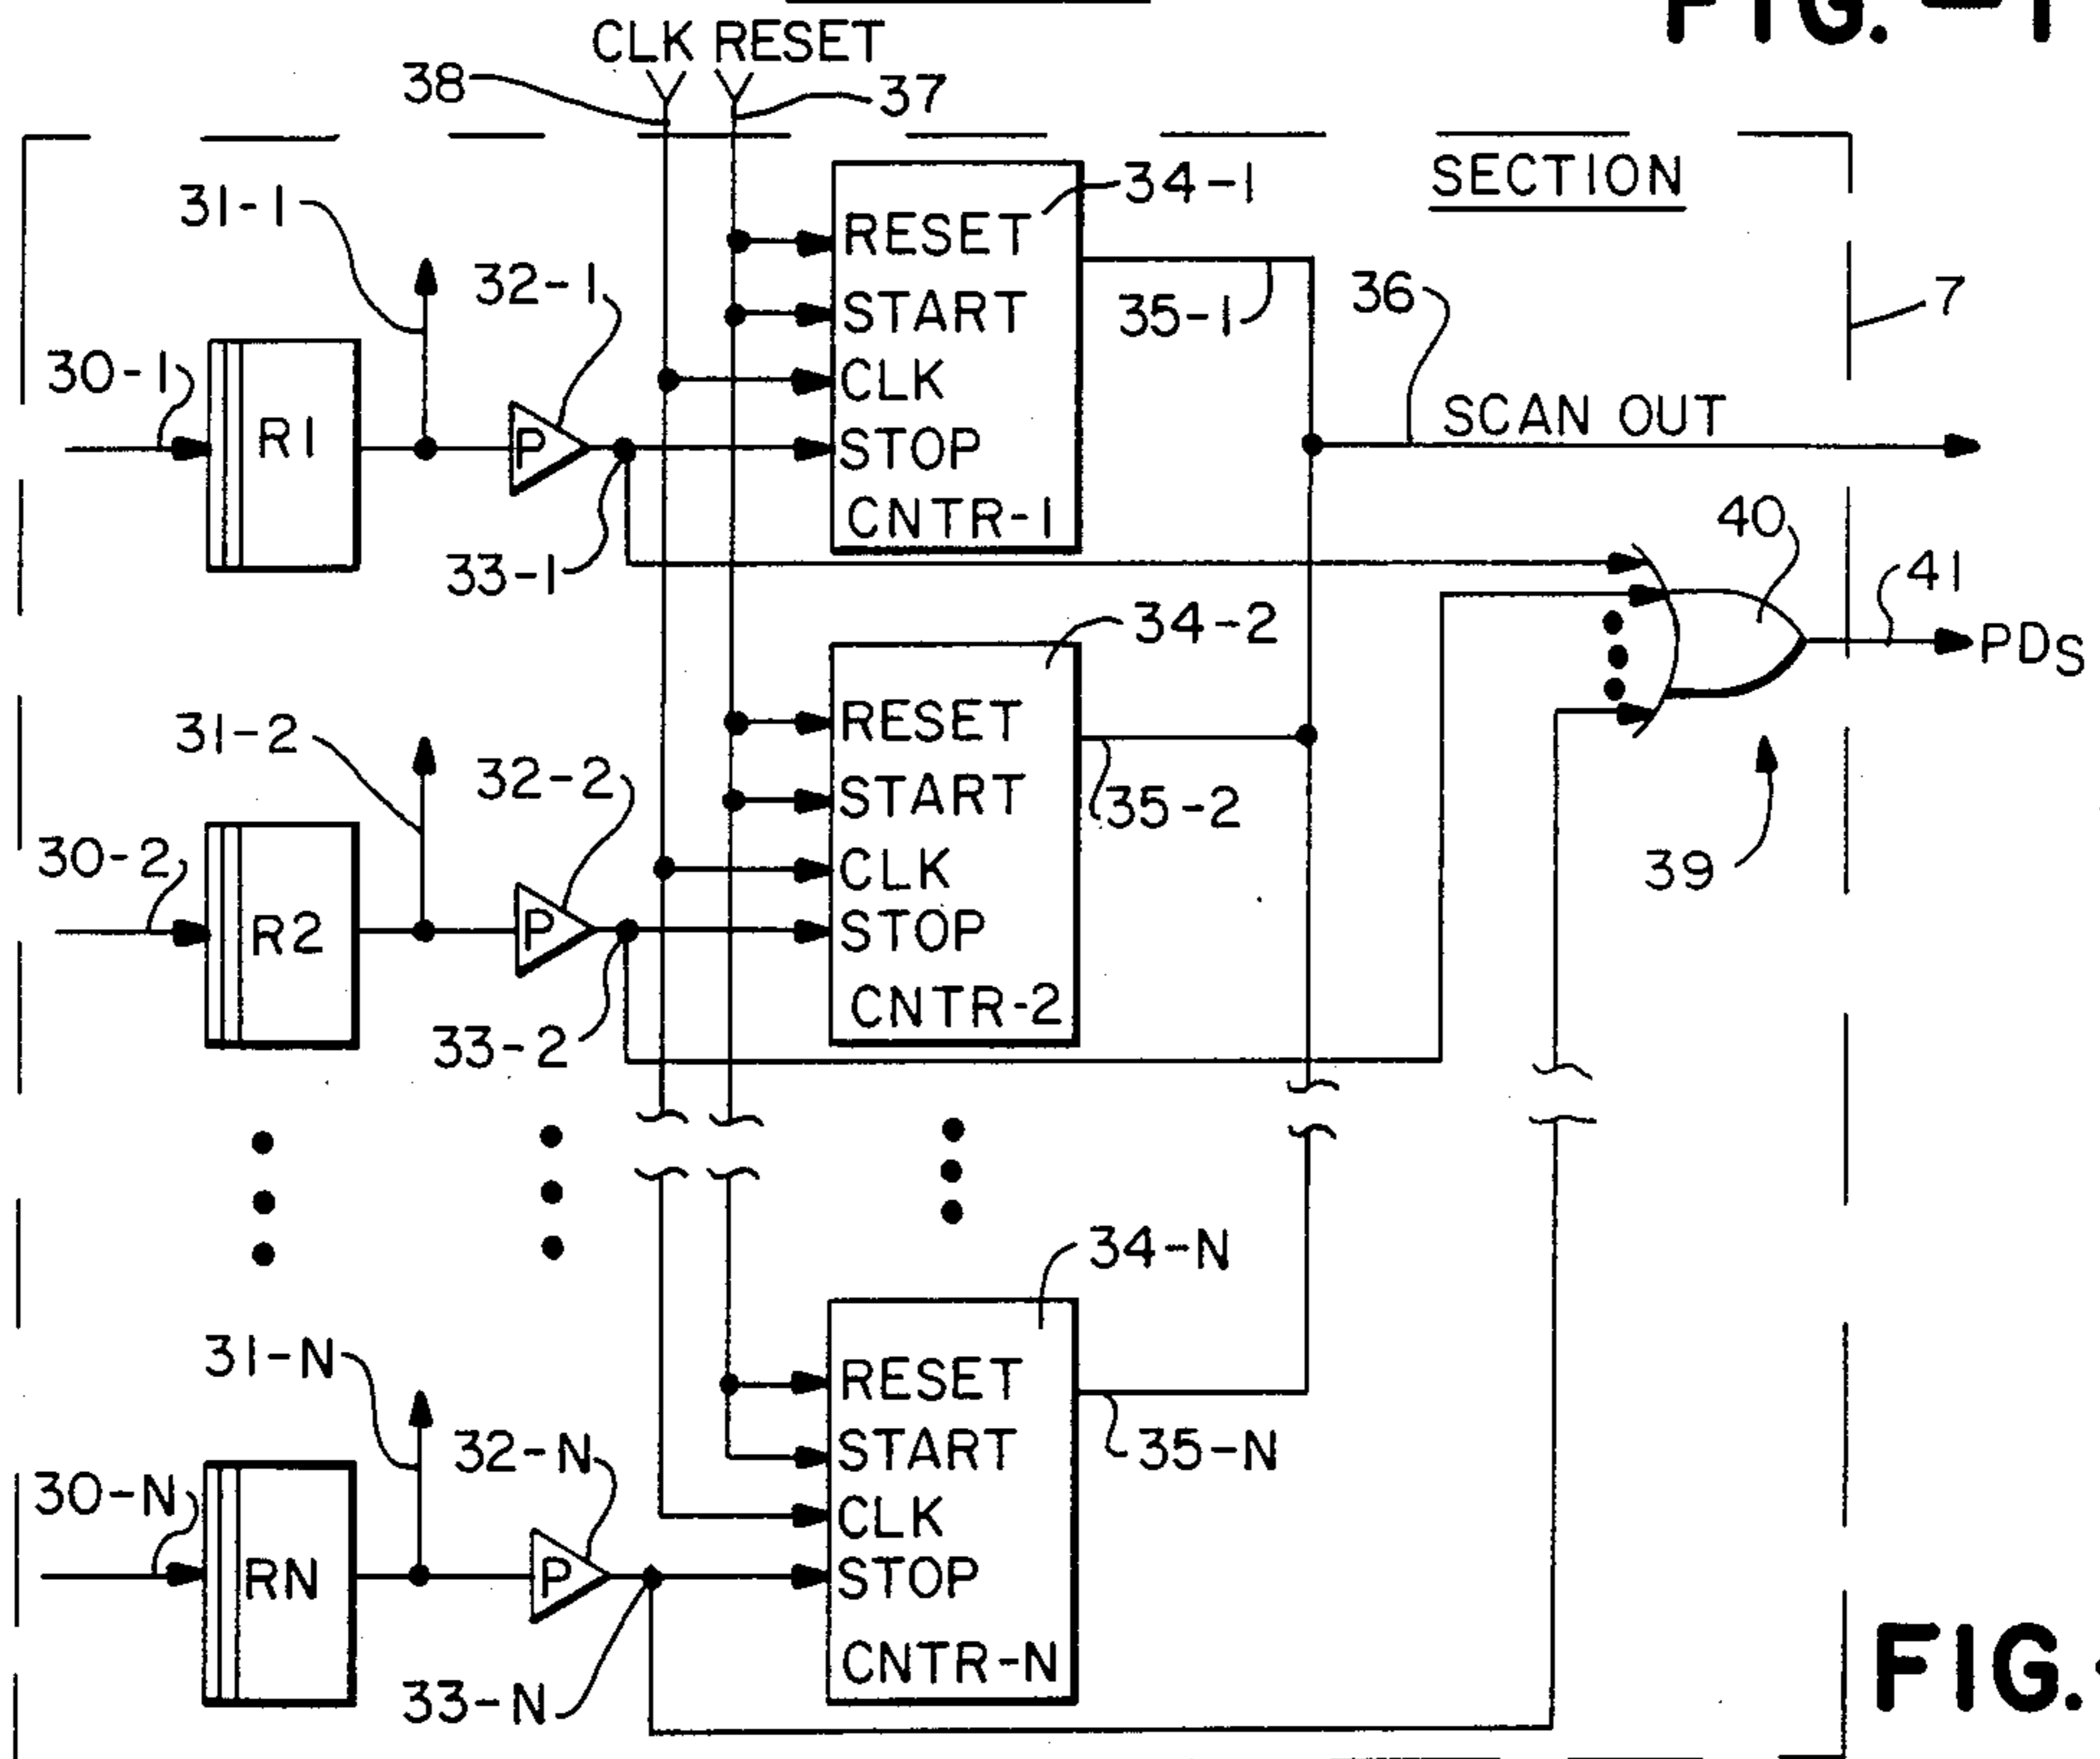 FIG.-1
CLK RESET
38
37
SECTION
31-1
34-1
RESET
32-1
START
35-1
36
7
30-1
R1
CLK
SCAN OUT
P
STOP
CNTR-1
40
33-1
41
34-2
PDS
31-2
RESET
32-2
START
35-2
30-2
CLK
39
R2
P
STOP
CNTR-2
33-2
34-N
31-N
RESET
32-N
START
35-N
30-N
CLK
RN
P
STOP
CNTR-N
33-N
FIG.